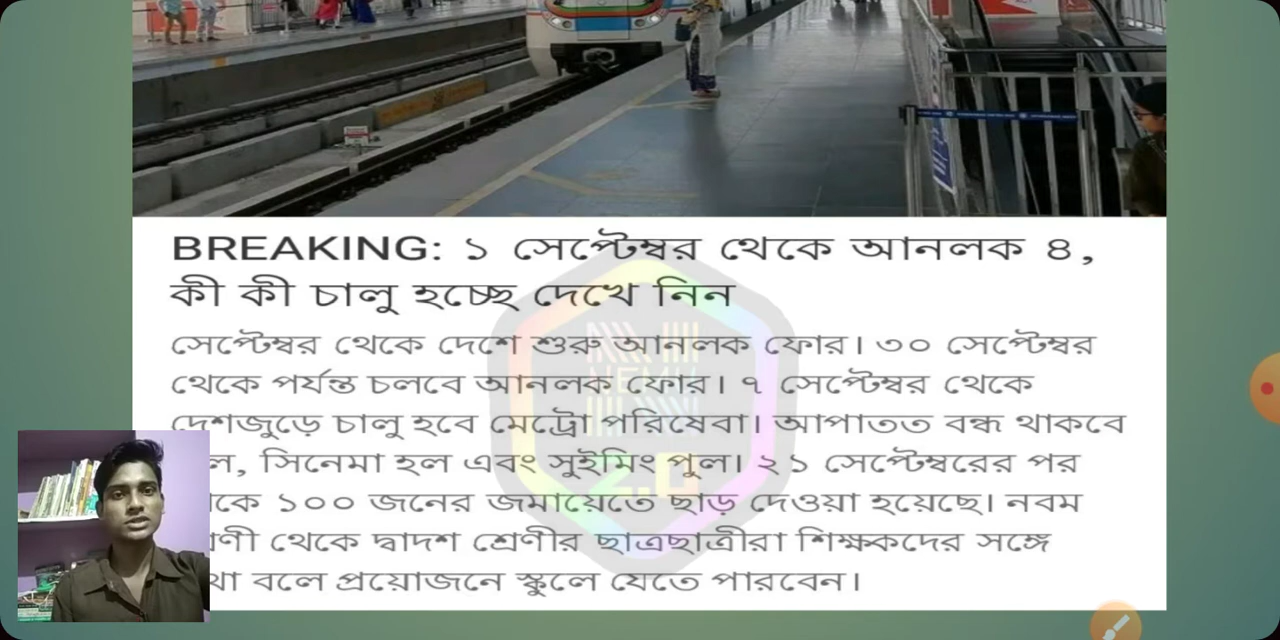 BREAKING: ১ সেপ্টেম্বর থেকে আনলক ৪,
কী কী চালু হচ্ছে দেখে নিন
সেপ্টেম্বর থেকে দেশে শুরু আনলক ফোর। ৩০ সেপ্টেম্বর
থেকে পর্যন্ত চলবে আনলক ফোর। ৭ সেপ্টেম্বর থেকে
দেশজুড়ে চালু হবে মেট্রো পরিষেবা। আপাতত বন্ধ থাকবে
সিনেমা হল এবং সুইমিং পুল। ২১ সেপ্টেম্বরের পর
১০০ জনের জমায়েতে ছাড় দেওয়া হয়েছে। নবম
থেকে দ্বাদশ শ্রেণীর ছাত্রছাত্রীরা শিক্ষকদের সঙ্গে
বলে প্রয়োজনে স্কুলে যেতে পারবেন।
2.0